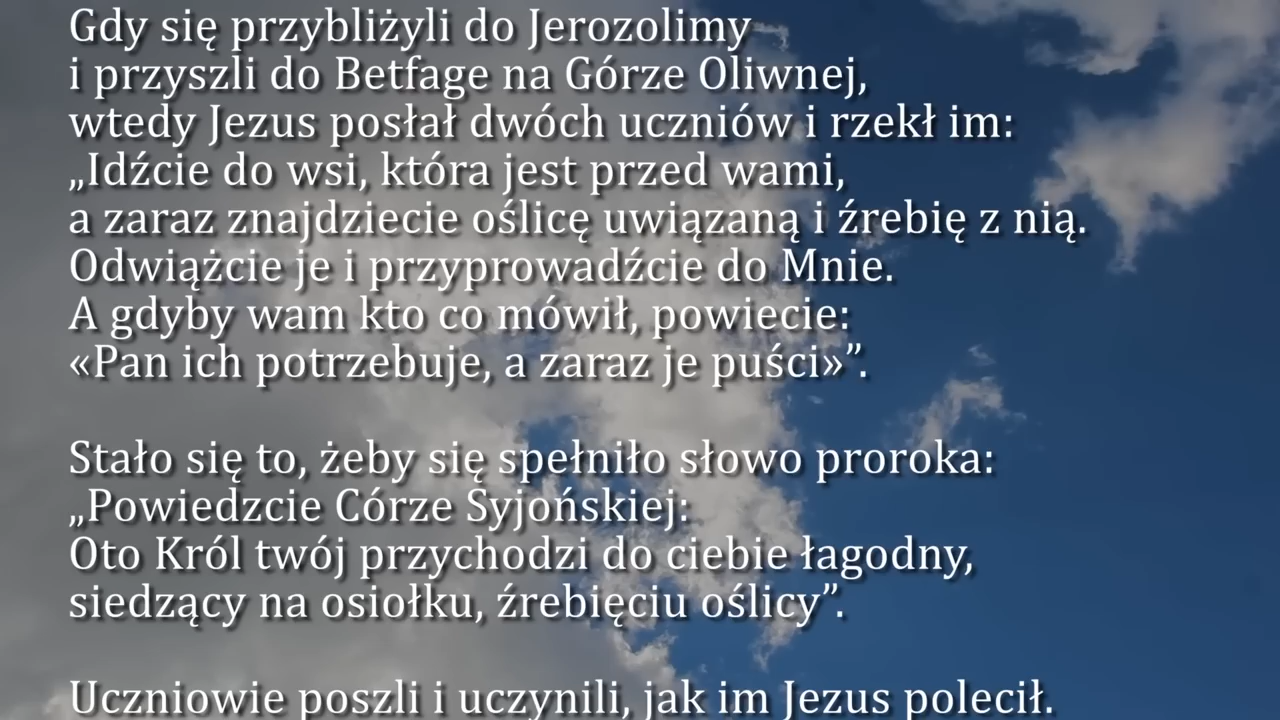 Gdy się przybliżyli do Jerozolimy
i przyszli do Betfage na Górze Oliwnej,
wtedy Jezus posłał dwóch uczniów i rzekł im:
„Idźcie do wsi, która jest przed wami,
a zaraz znajdziecie oślicę uwiązaną i źrebię z nią.
Odwiążcie je i przyprowadźcie do Mnie.
A gdyby wam kto co mówił, powiecie:
«Pan ich potrzebuje, a zaraz je puści»”.
Stało się to, żeby się spełniło słowo proroka:
„Powiedzcie Córze Syjońskiej:
Oto Król twój przychodzi do ciebie łagodny,
siedzący na osiołku, źrebięciu oślicy”.
Uczniowie poszli i uczynili, jak im Jezus polecił.